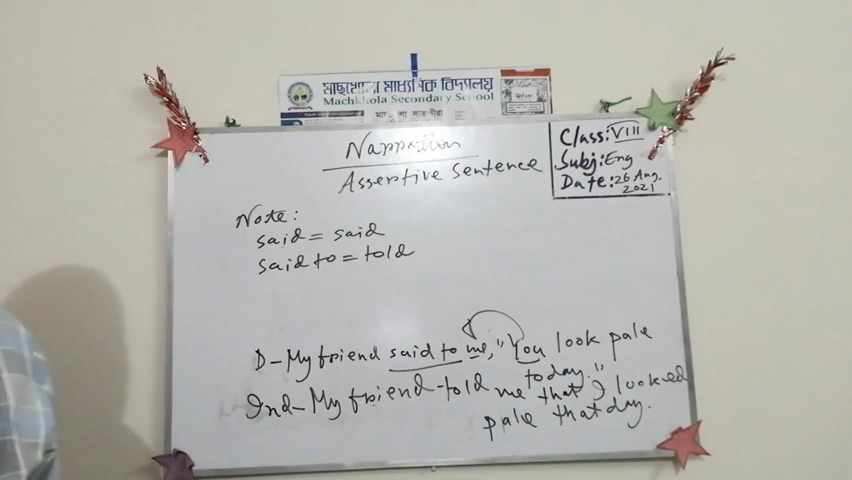 মাছখোলা মাধ্যমিক বিদ্যালয়
Machkhola Secondary School
Narration
Assertive Sentence
Class: VIII
Subj: Eng
Date: 26 Aug. 2021
Note:
said = said
said to = told
D - My friend said to me, "You look pale
today."
Ind - My friend told me that I looked
pale that day.